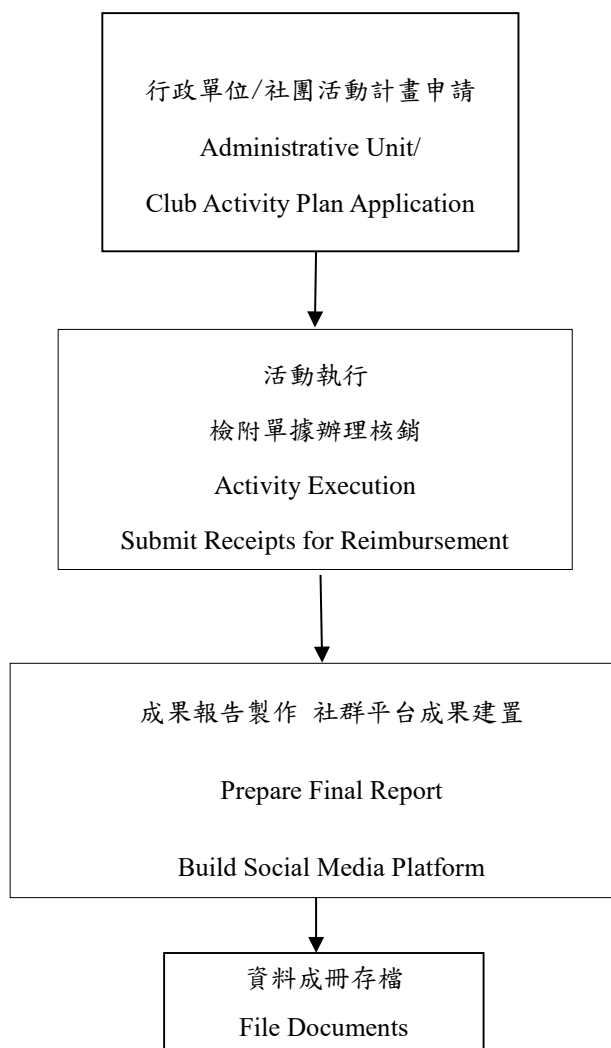 行政單位/社團活動計畫申請
Administrative Unit/
Club Activity Plan Application
活動執行
檢附單據辦理核銷
Activity Execution
Submit Receipts for Reimbursement
成果報告製作 社群平台成果建置
Prepare Final Report
Build Social Media Platform
資料成冊存檔
File Documents